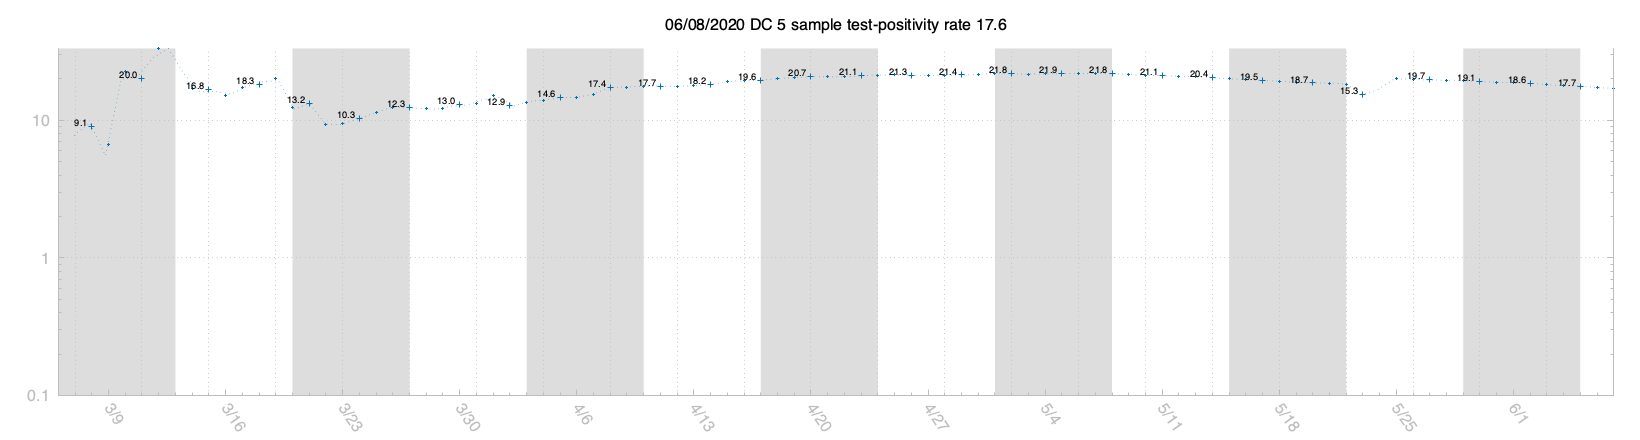 06/08/2020 DC 5 sample test-positivity rate 17.6
9.1 20.0 16.8 18.3 13.2 10.3 12.3 13.0 12.9 14.6 17.4 17.7 18.2 19.6 20.7 21.1 21.3 21.4 21.8 21.9 21.8 21.1 20.4 19.5 18.7 15.3 19.7 19.1 18.6 17.7
10
1
0.1
3/9 3/16 3/23 3/30 4/6 4/13 4/20 4/27 5/4 5/11 5/18 5/25 6/1